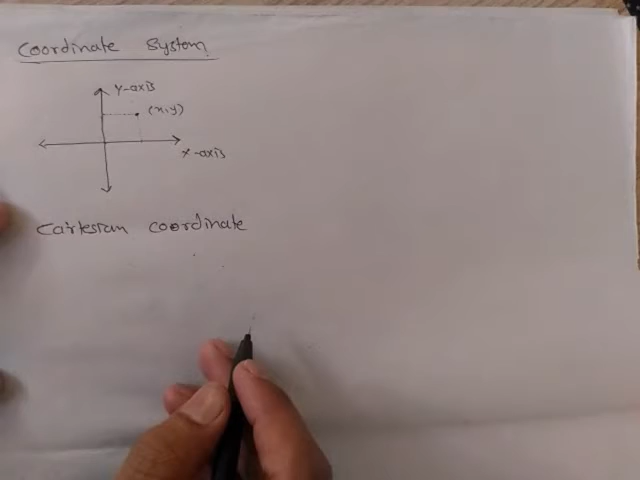 Coordinate System
y-axis
(x,y)
x-axis
Cartesian coordinate